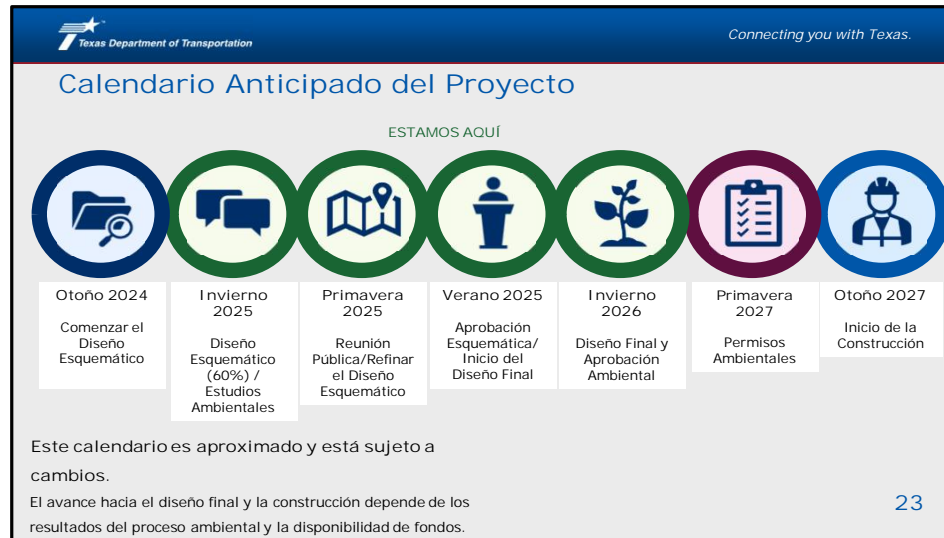 Texas Department of Transportation
Connecting you with Texas.
Calendario Anticipado del Proyecto
ESTAMOS AQUÍ
Otoño 2024
Comenzar el
Diseño
Esquemático
Invierno
2025
Diseño
Esquemático
(60%) /
Estudios
Ambientales
Primavera
2025
Reunión
Pública/Refinar
el Diseño
Esquemático
Verano 2025
Aprobación
Esquemática/
Inicio del
Diseño Final
Invierno
2026
Diseño Final y
Aprobación
Ambiental
Primavera
2027
Permisos
Ambientales
Otoño 2027
Inicio de la
Construcción
Este calendario es aproximado y está sujeto a
cambios.
El avance hacia el diseño final y la construcción depende de los
resultados del proceso ambiental y la disponibilidad de fondos.
23